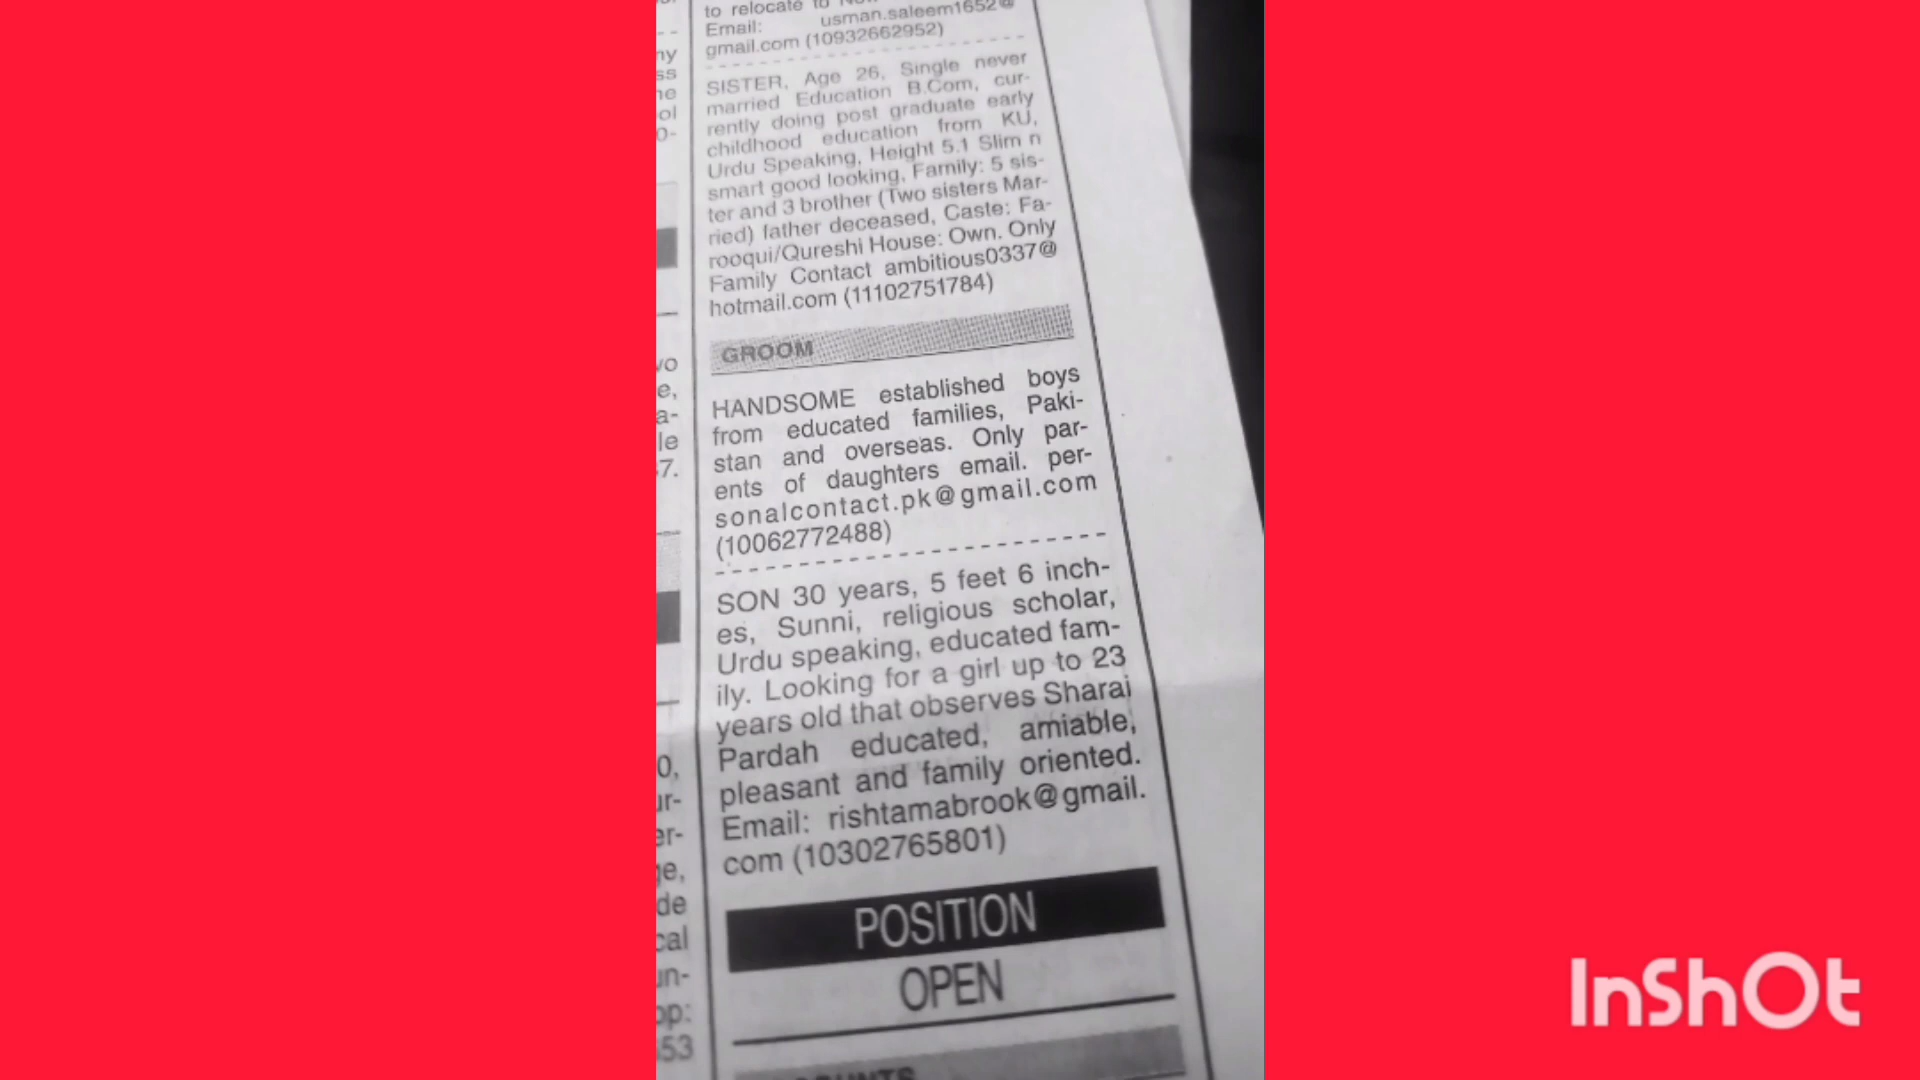 to relocate to
Email: usman.saleem1652@
gmail.com (10932662952)
SISTER, Age 26, Single never
married Education B.Com, cur-
rently doing post graduate early
childhood education from KU,
Urdu Speaking, Height 5.1 Slim n
smart good looking, Family: 5 sis-
ter and 3 brother (Two sisters Mar-
ried) father deceased, Caste: Fa-
rooqui/Qureshi House: Own. Only
Family Contact ambitious0337@
hotmail.com (11102751784)
GROOM
HANDSOME established boys
from educated families, Paki-
stan and overseas. Only par-
ents of daughters email. per-
sonalcontact.pk@gmail.com
(10062772488)
SON 30 years, 5 feet 6 inch-
es, Sunni, religious scholar,
Urdu speaking, educated fam-
ily. Looking for a girl up to 23
years old that observes Sharai
Pardah educated, amiable,
pleasant and family oriented.
Email: rishtamabrook@gmail.
com (10302765801)
POSITION
OPEN
InShOt